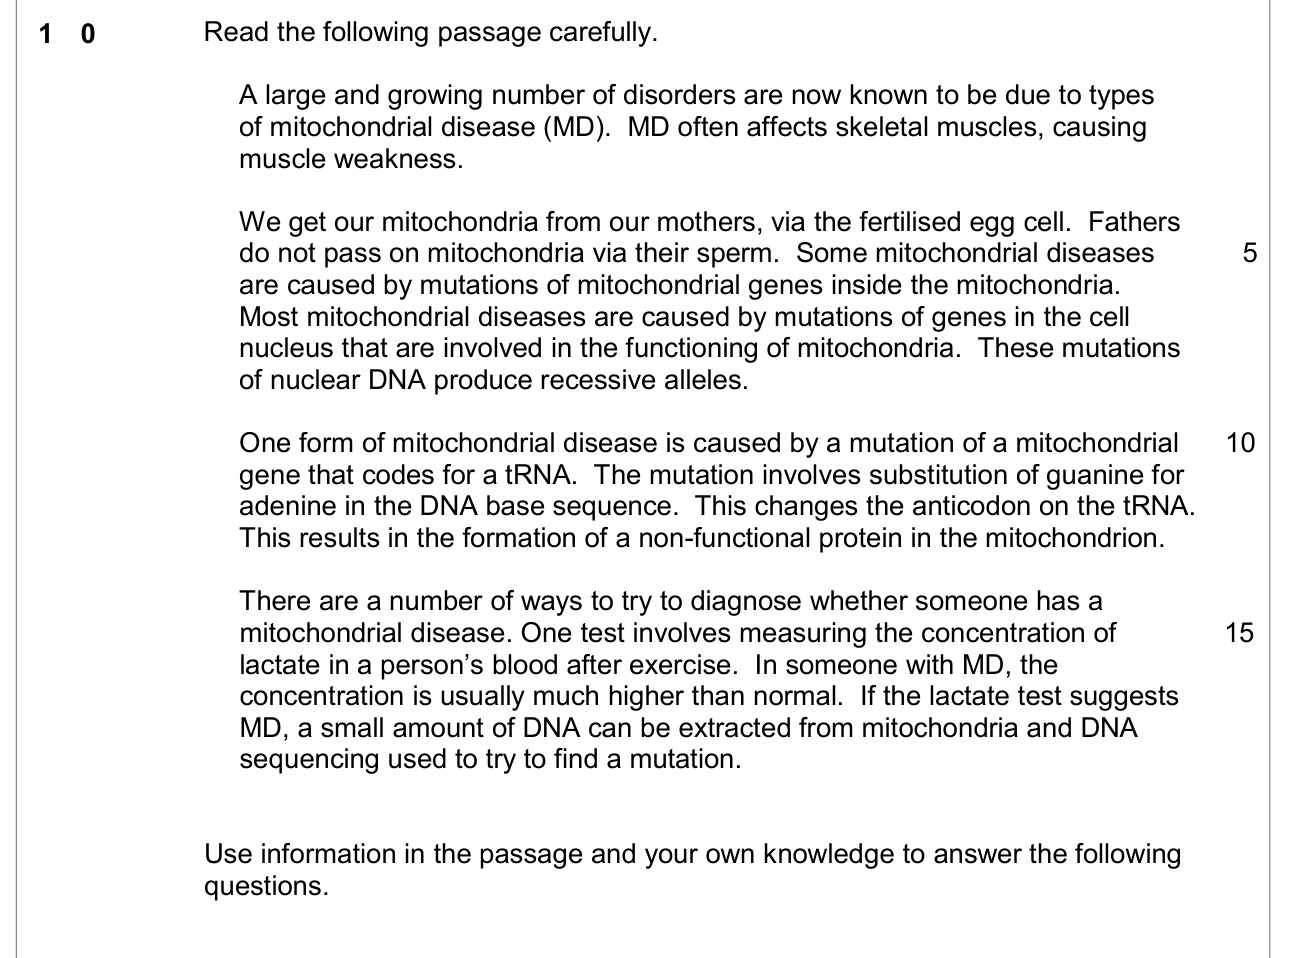 1 0 Read the following passage carefully.
A large and growing number of disorders are now known to be due to types
of mitochondrial disease (MD). MD often affects skeletal muscles, causing
muscle weakness.
We get our mitochondria from our mothers, via the fertilised egg cell. Fathers
do not pass on mitochondria via their sperm. Some mitochondrial diseases 5
are caused by mutations of mitochondrial genes inside the mitochondria.
Most mitochondrial diseases are caused by mutations of genes in the cell
nucleus that are involved in the functioning of mitochondria. These mutations
of nuclear DNA produce recessive alleles.
One form of mitochondrial disease is caused by a mutation of a mitochondrial 10
gene that codes for a tRNA. The mutation involves substitution of guanine for
adenine in the DNA base sequence. This changes the anticodon on the tRNA.
This results in the formation of a non-functional protein in the mitochondrion.
There are a number of ways to try to diagnose whether someone has a
mitochondrial disease. One test involves measuring the concentration of 15
lactate in a person’s blood after exercise. In someone with MD, the
concentration is usually much higher than normal. If the lactate test suggests
MD, a small amount of DNA can be extracted from mitochondria and DNA
sequencing used to try to find a mutation.
Use information in the passage and your own knowledge to answer the following
questions.